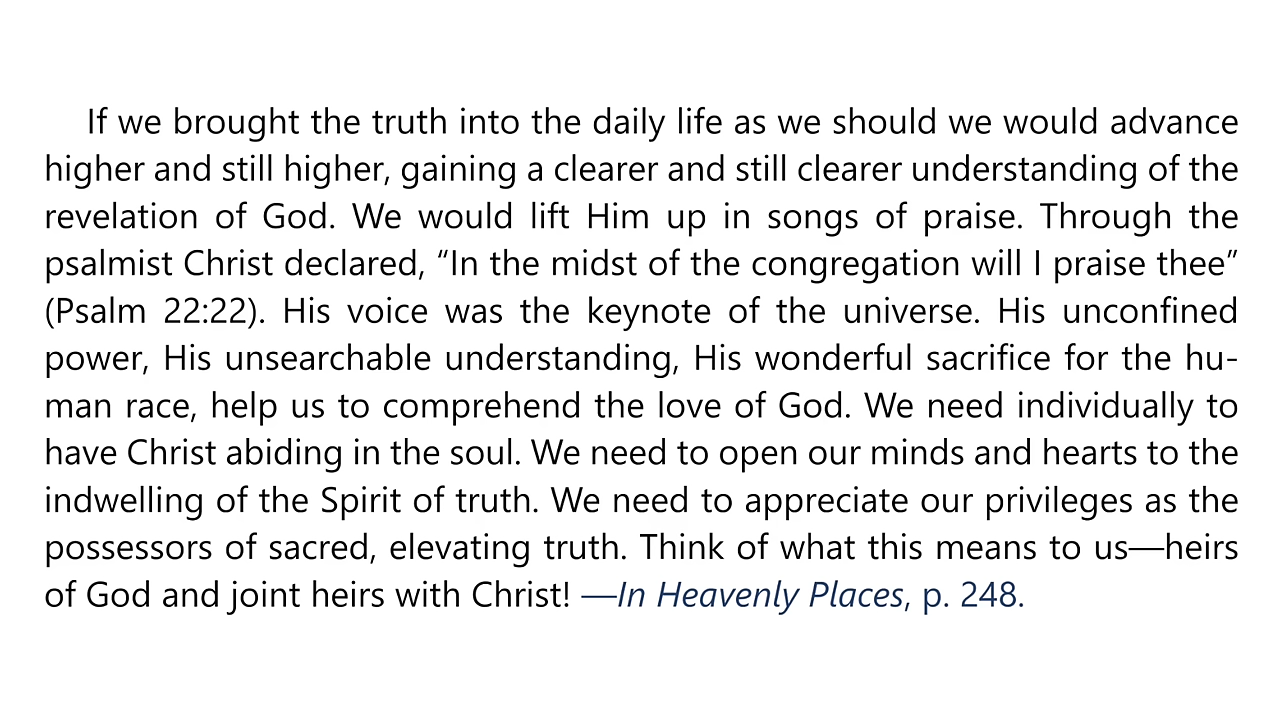 If we brought the truth into the daily life as we should we would advance
higher and still higher, gaining a clearer and still clearer understanding of the
revelation of God. We would lift Him up in songs of praise. Through the
psalmist Christ declared, “In the midst of the congregation will I praise thee”
(Psalm 22:22). His voice was the keynote of the universe. His unconfined
power, His unsearchable understanding, His wonderful sacrifice for the hu-
man race, help us to comprehend the love of God. We need individually to
have Christ abiding in the soul. We need to open our minds and hearts to the
indwelling of the Spirit of truth. We need to appreciate our privileges as the
possessors of sacred, elevating truth. Think of what this means to us—heirs
of God and joint heirs with Christ! —In Heavenly Places, p. 248.